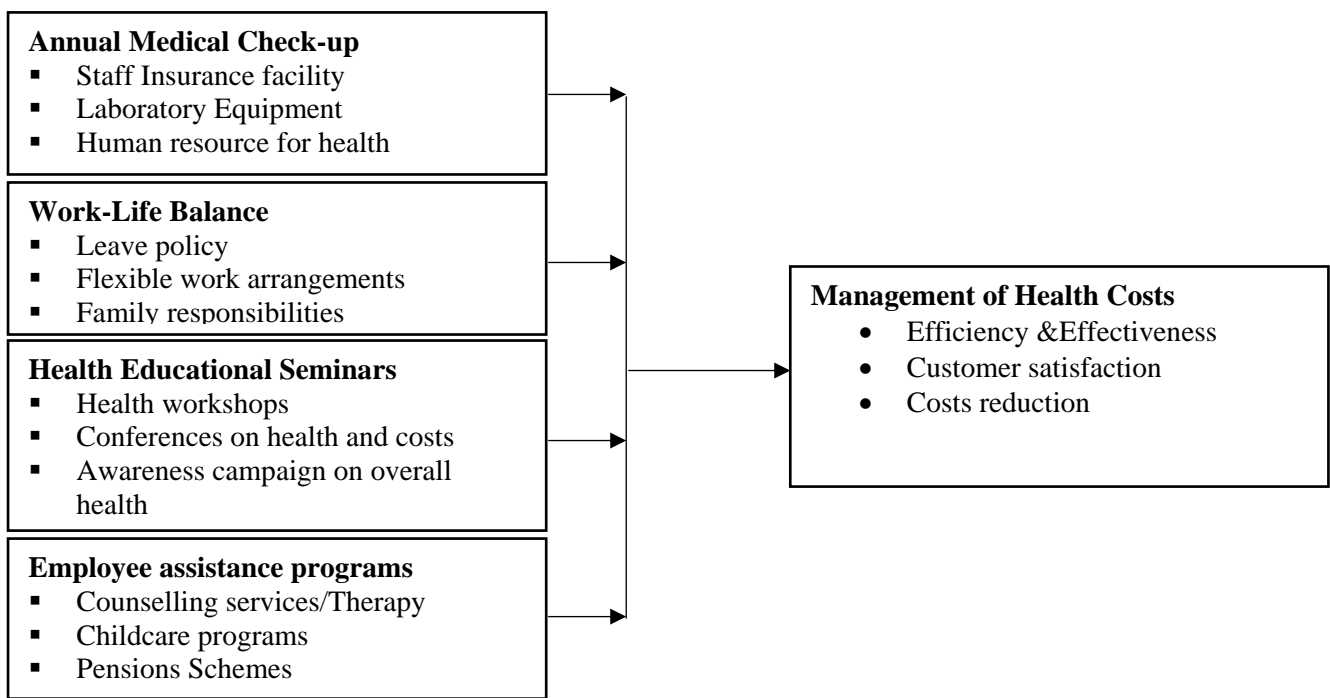 Annual Medical Check-up
▪ Staff Insurance facility
▪ Laboratory Equipment
▪ Human resource for health
Work-Life Balance
▪ Leave policy
▪ Flexible work arrangements
▪ Family responsibilities
Health Educational Seminars
▪ Health workshops
▪ Conferences on health and costs
▪ Awareness campaign on overall
health
Employee assistance programs
▪ Counselling services/Therapy
▪ Childcare programs
▪ Pensions Schemes
Management of Health Costs
• Efficiency &Effectiveness
• Customer satisfaction
• Costs reduction